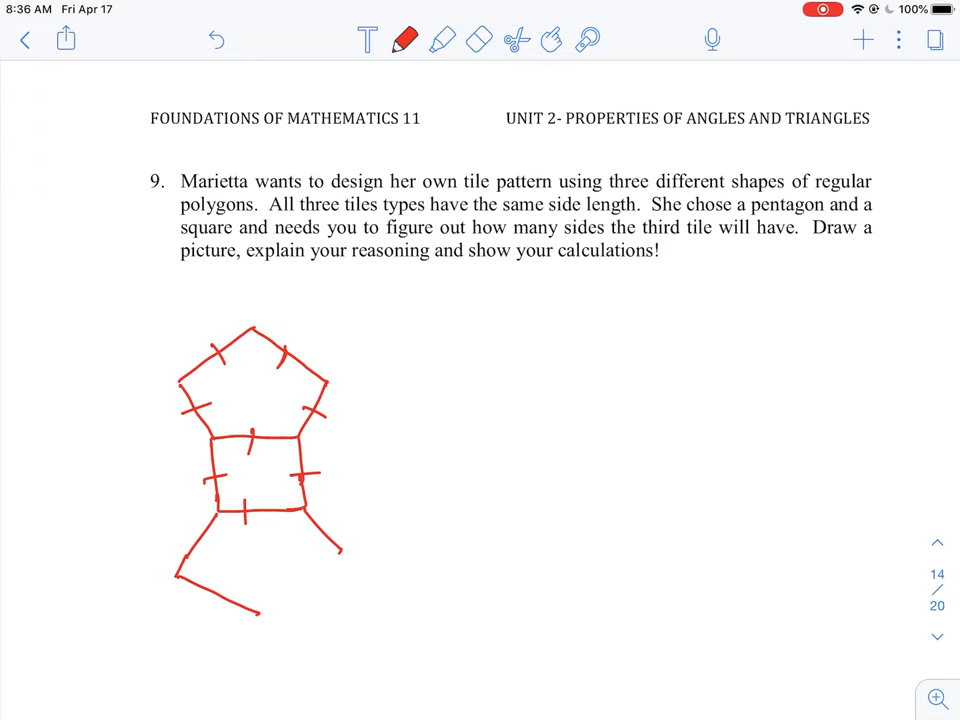 8:36 AM Fri Apr 17 100%
T
FOUNDATIONS OF MATHEMATICS 11 UNIT 2- PROPERTIES OF ANGLES AND TRIANGLES
9. Marietta wants to design her own tile pattern using three different shapes of regular
polygons. All three tiles types have the same side length. She chose a pentagon and a
square and needs you to figure out how many sides the third tile will have. Draw a
picture, explain your reasoning and show your calculations!
14
/
20